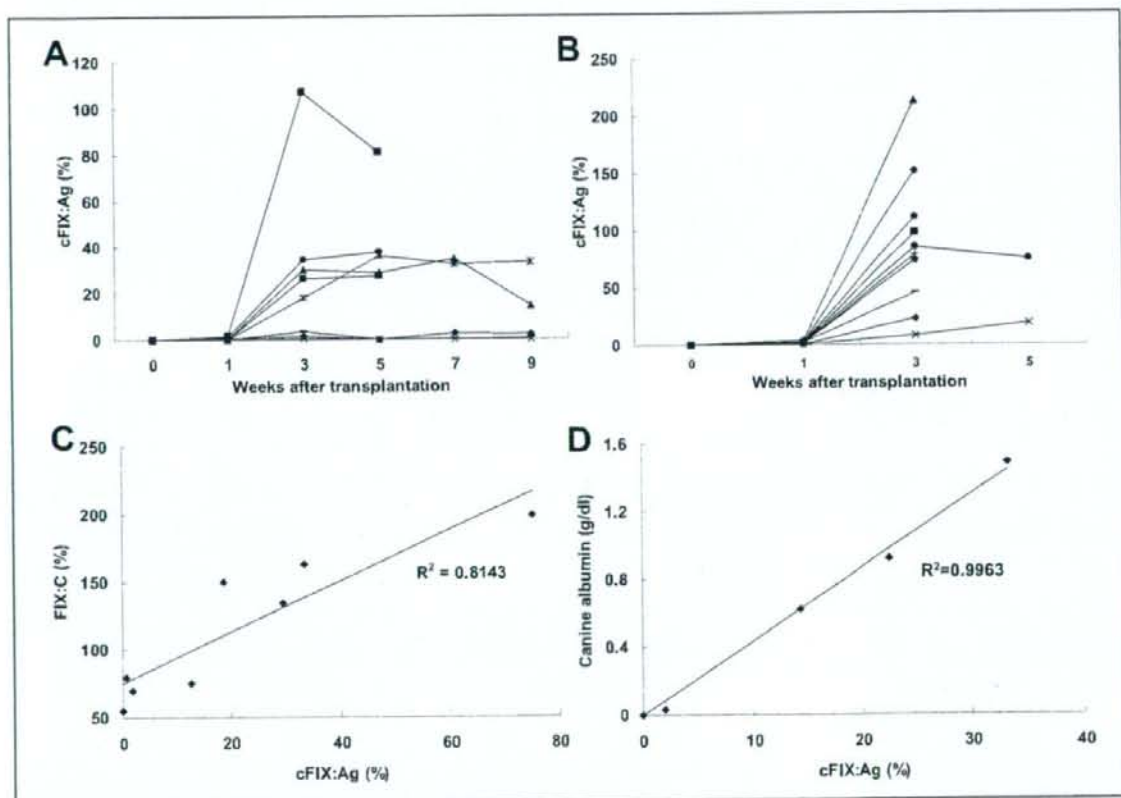 A
120
100
80
60
40
20
0
cFIX:Ag (%)
0 1 3 5 7 9
Weeks after transplantation
B
250
200
150
100
50
0
cFIX:Ag (%)
0 1 3 5
Weeks after transplantation
C
250
200
150
100
50
FIX:C (%)
R² = 0.8143
0 20 40 60 80
cFIX:Ag (%)
D
1.6
1.2
0.8
0.4
0
Canine albumin (g/dl)
R²=0.9963
0 10 20 30 40
cFIX:Ag (%)